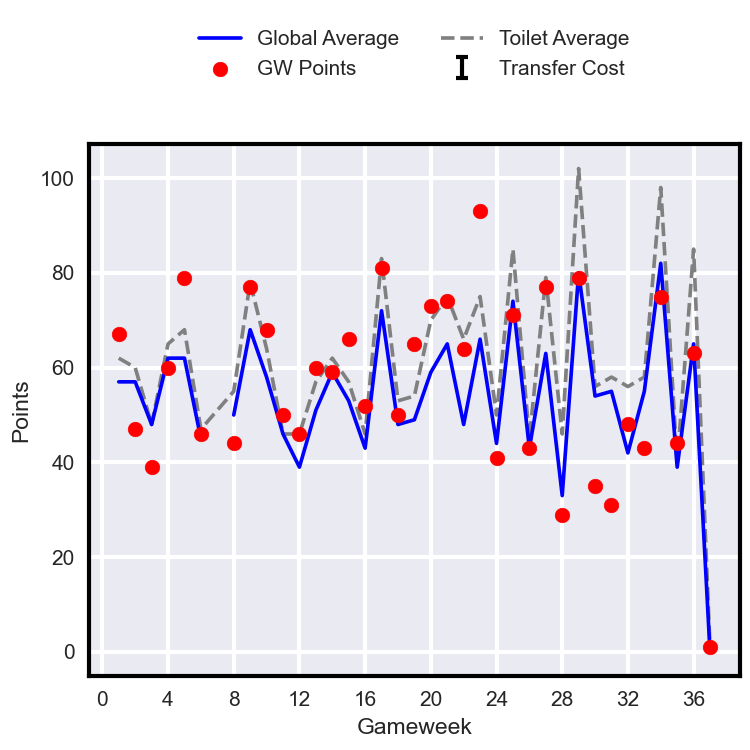 Global Average
Toilet Average
GW Points
Transfer Cost
100
80
60
40
20
0
Points
0 4 8 12 16 20 24 28 32 36
Gameweek